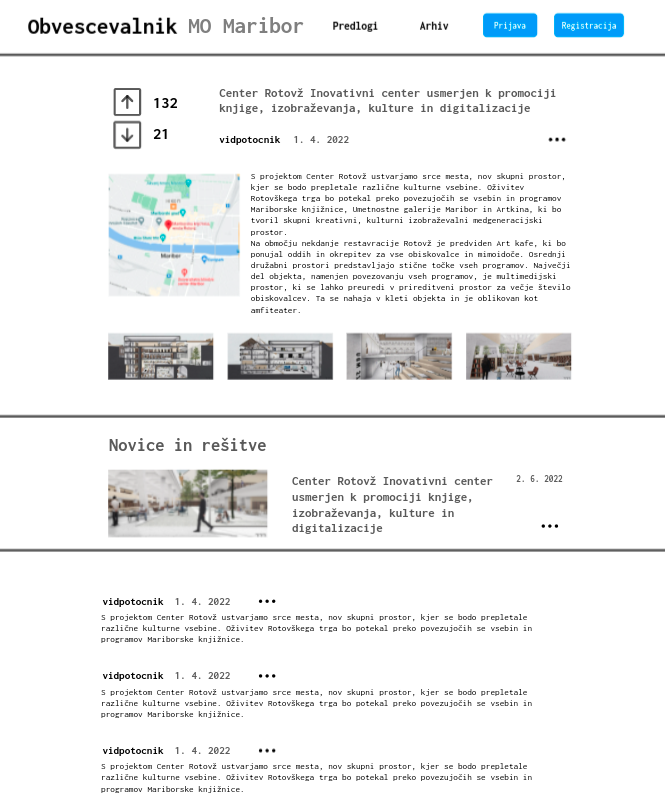 Obvescevalnik MO Maribor
Predlogi
Arhiv
Prijava
Registracija
132
21
Center Rotovž Inovativni center usmerjen k promociji
knjige, izobraževanja, kulture in digitalizacije
vidpotocnik 1. 4. 2022
S projektom Center Rotovž ustvarjamo srce mesta, nov skupni prostor,
kjer se bodo prepletale različne kulturne vsebine. Oživitev
Rotovškega trga bo potekal preko povezujočih se vsebin in programov
Mariborske knjižnice, Umetnostne galerije Maribor in Artkina, ki bo
tvoril skupni kreativni, kulturni izobraževalni medgeneracijski
prostor.
Na območju nekdanje restavracije Rotovž je predviden Art kafe, ki bo
ponujal oddih in okrepitev za vse obiskovalce in mimoidoče. Osrednji
družabni prostori predstavljajo stične točke vseh programov. Največji
del objekta, namenjen povezovanju vseh programov, je multimedijski
prostor, ki se lahko preuredi v prireditveni prostor za večje število
obiskovalcev. Ta se nahaja v kleti objekta in je oblikovan kot
amfiteater.
Maribor
Novice in rešitve
Center Rotovž Inovativni center
usmerjen k promociji knjige,
izobraževanja, kulture in
digitalizacije
2. 6. 2022
vidpotocnik 1. 4. 2022
S projektom Center Rotovž ustvarjamo srce mesta, nov skupni prostor, kjer se bodo prepletale
različne kulturne vsebine. Oživitev Rotovškega trga bo potekal preko povezujočih se vsebin in
programov Mariborske knjižnice.
vidpotocnik 1. 4. 2022
S projektom Center Rotovž ustvarjamo srce mesta, nov skupni prostor, kjer se bodo prepletale
različne kulturne vsebine. Oživitev Rotovškega trga bo potekal preko povezujočih se vsebin in
programov Mariborske knjižnice.
vidpotocnik 1. 4. 2022
S projektom Center Rotovž ustvarjamo srce mesta, nov skupni prostor, kjer se bodo prepletale
različne kulturne vsebine. Oživitev Rotovškega trga bo potekal preko povezujočih se vsebin in
programov Mariborske knjižnice.